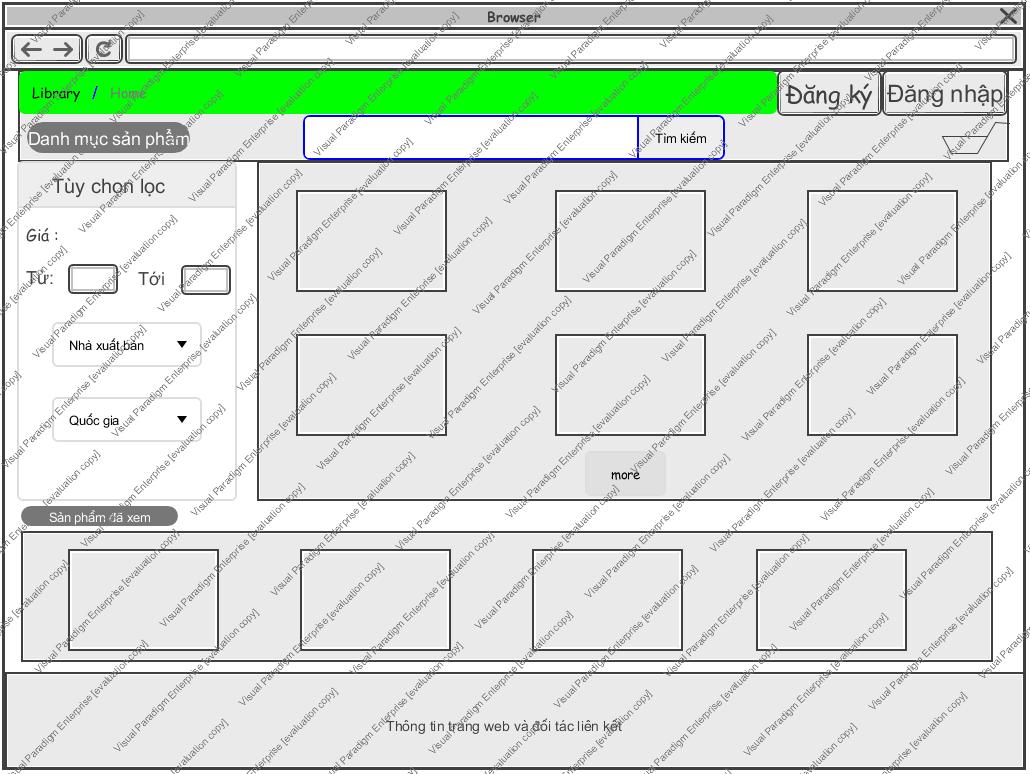 Browser
Library / Home
Đăng ký
Đăng nhập
Danh mục sản phẩm
Tìm kiếm
Tùy chọn lọc
Giá :
Từ:
Tới
Nhà xuất bản
Quốc gia
more
Sản phẩm đã xem
Thông tin trang web và đối tác liên kết
Visual Paradigm Enterprise [evaluation copy]